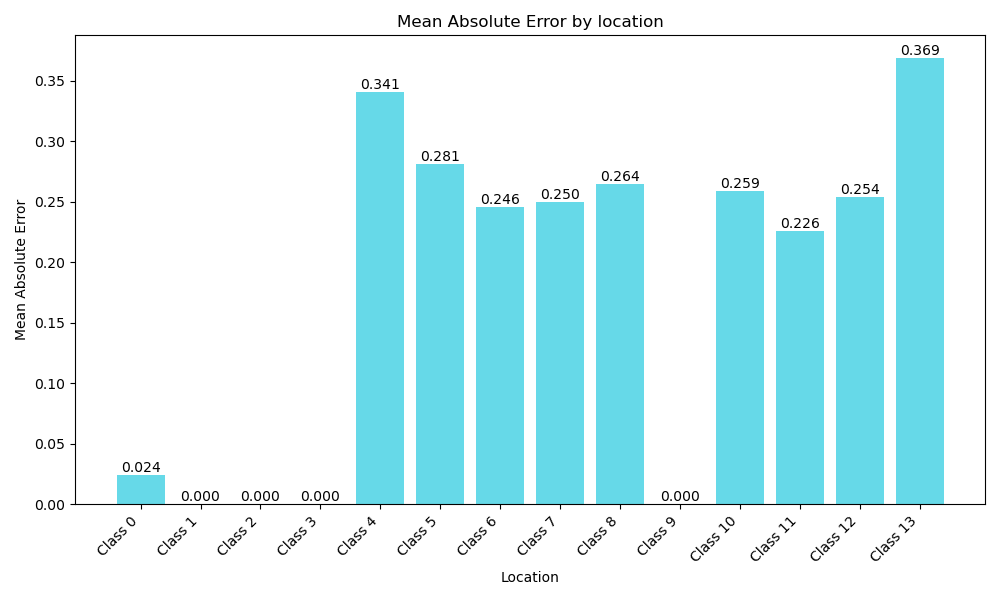 Mean Absolute Error by location
Mean Absolute Error
0.35
0.30
0.25
0.20
0.15
0.10
0.05
0.00
0.024
0.000
0.000
0.000
0.341
0.281
0.246
0.250
0.264
0.000
0.259
0.226
0.254
0.369
Class 0
Class 1
Class 2
Class 3
Class 4
Class 5
Class 6
Class 7
Class 8
Class 9
Class 10
Class 11
Class 12
Class 13
Location